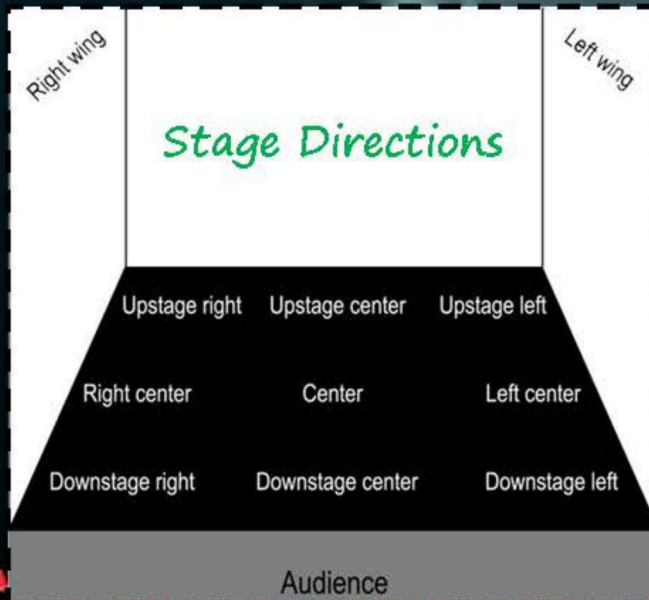 Right wing
Left wing
Stage Directions
Upstage right Upstage center Upstage left
Right center Center Left center
Downstage right Downstage center Downstage left
Audience